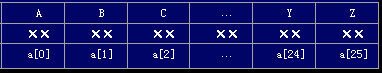 A B C ... Y Z
×× ×× ×× ×× ×× ××
a[0] a[1] a[2] ... a[24] a[25]